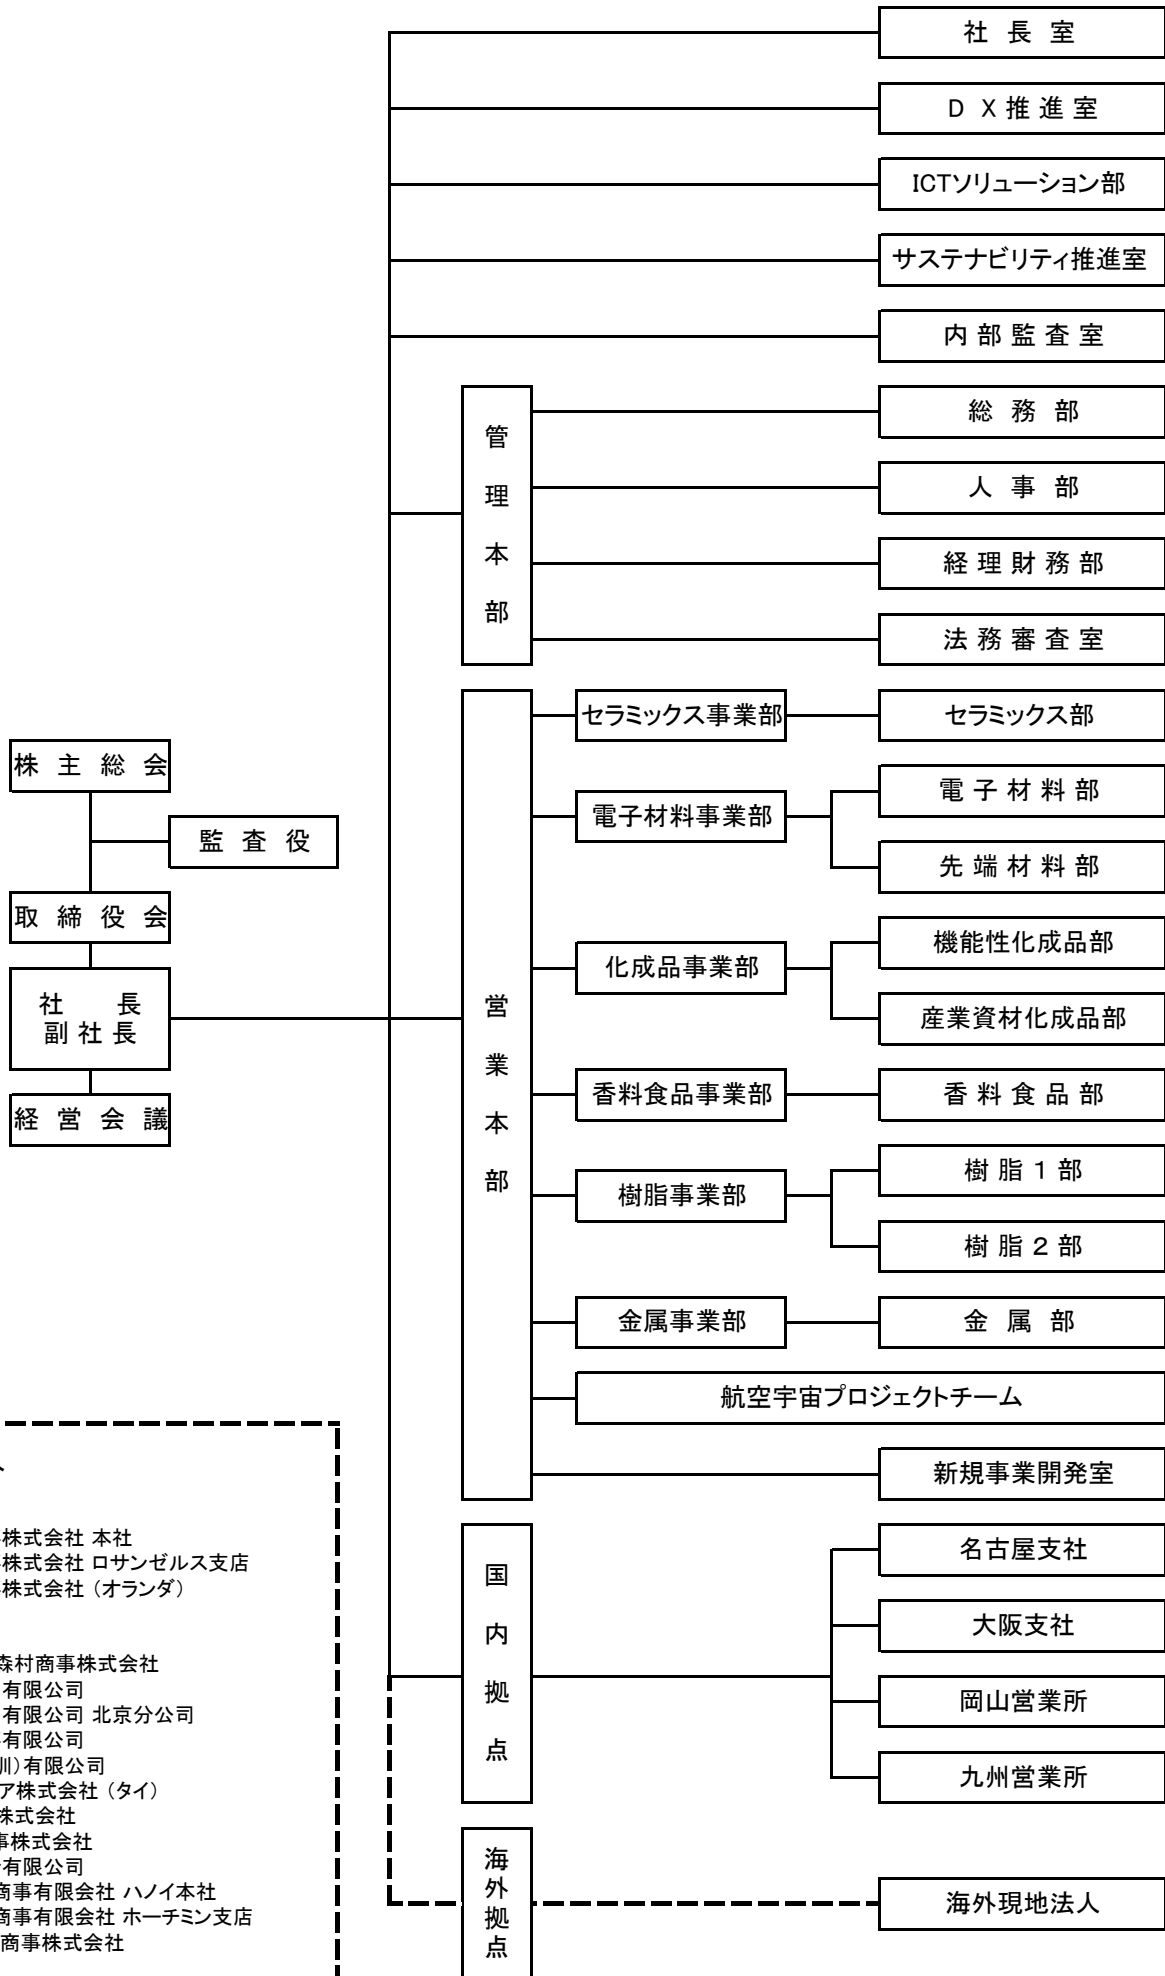 社長室
DX推進室
ICTソリューション部
サステナビリティ推進室
内部監査室
管理本部
総務部
人事部
経理財務部
法務審査室
株主総会
監査役
取締役会
社長
副社長
経営会議
営業本部
セラミックス事業部
セラミックス部
電子材料事業部
電子材料部
先端材料部
化成品事業部
機能性化成品部
産業資材化成品部
香料食品事業部
香料食品部
樹脂事業部
樹脂1部
樹脂2部
金属事業部
金属部
航空宇宙プロジェクトチーム
新規事業開発室
国内拠点
名古屋支社
大阪支社
岡山営業所
九州営業所
海外拠点
海外現地法人
株式会社 本社
株式会社 ロサンゼルス支店
株式会社 (オランダ)
森村商事株式会社
有限公司
有限公司 北京分公司
有限公司
圳)有限公司
ア株式会社 (タイ)
株式会社
事株式会社
有限公司
商事有限会社 ハノイ本社
商事有限会社 ホーチミン支店
商事株式会社